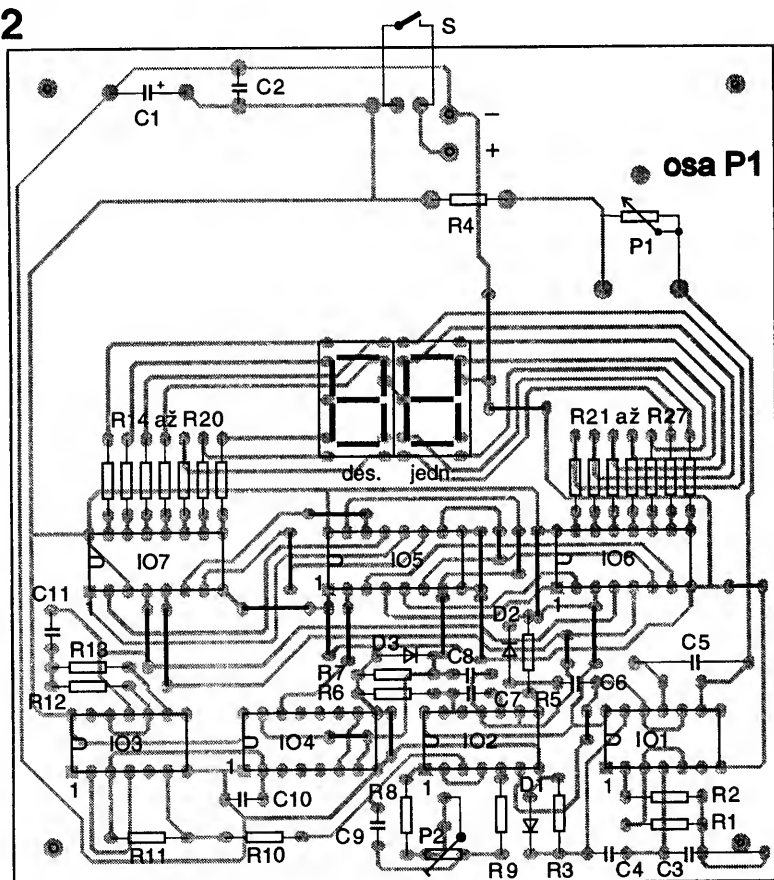 2
S
C2
C1
+
−
+
osa P1
R4
P1
R14 až R20
R21 až R27
des. jedn.
IO7
IO5
IO6
1
1
1
C11
D2
D3
C8
C5
R13
R7
R12
R6
C7
R5
C6
IO3
IO4
IO2
IO1
1
1
1
1
R8
D1
C10
R2
C9
P2
R1
R11
R10
R9
R3
C4
C3